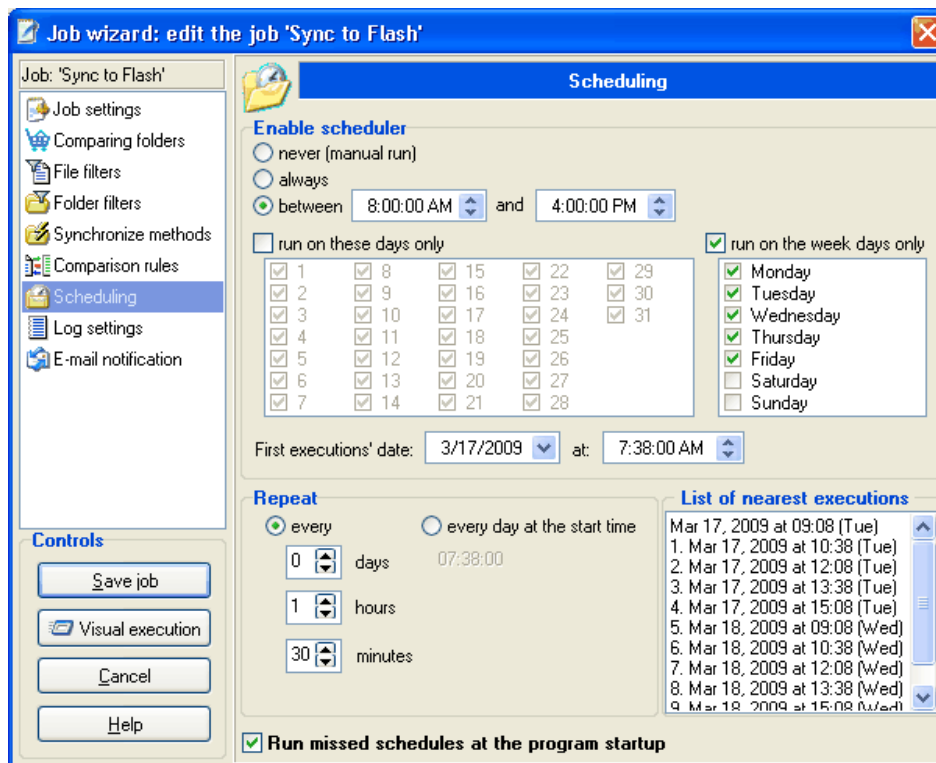 Job wizard: edit the job 'Sync to Flash'
Job: 'Sync to Flash'
Job settings
Comparing folders
File filters
Folder filters
Synchronize methods
Comparison rules
Scheduling
Log settings
E-mail notification
Controls
Save job
Visual execution
Cancel
Help
Scheduling
Enable scheduler
never (manual run)
always
between 8:00:00 AM and 4:00:00 PM
run on these days only
1 8 15 22 29
2 9 16 23 30
3 10 17 24 31
4 11 18 25
5 12 19 26
6 13 20 27
7 14 21 28
run on the week days only
Monday
Tuesday
Wednesday
Thursday
Friday
Saturday
Sunday
First executions' date: 3/17/2009 at: 7:38:00 AM
Repeat
every
0 days
1 hours
30 minutes
every day at the start time
07:38:00
List of nearest executions
Mar 17, 2009 at 09:08 (Tue)
1. Mar 17, 2009 at 10:38 (Tue)
2. Mar 17, 2009 at 12:08 (Tue)
3. Mar 17, 2009 at 13:38 (Tue)
4. Mar 17, 2009 at 15:08 (Tue)
5. Mar 18, 2009 at 09:08 (Wed)
6. Mar 18, 2009 at 10:38 (Wed)
7. Mar 18, 2009 at 12:08 (Wed)
8. Mar 18, 2009 at 13:38 (Wed)
9. Mar 18, 2009 at 15:08 (Wed)
Run missed schedules at the program startup